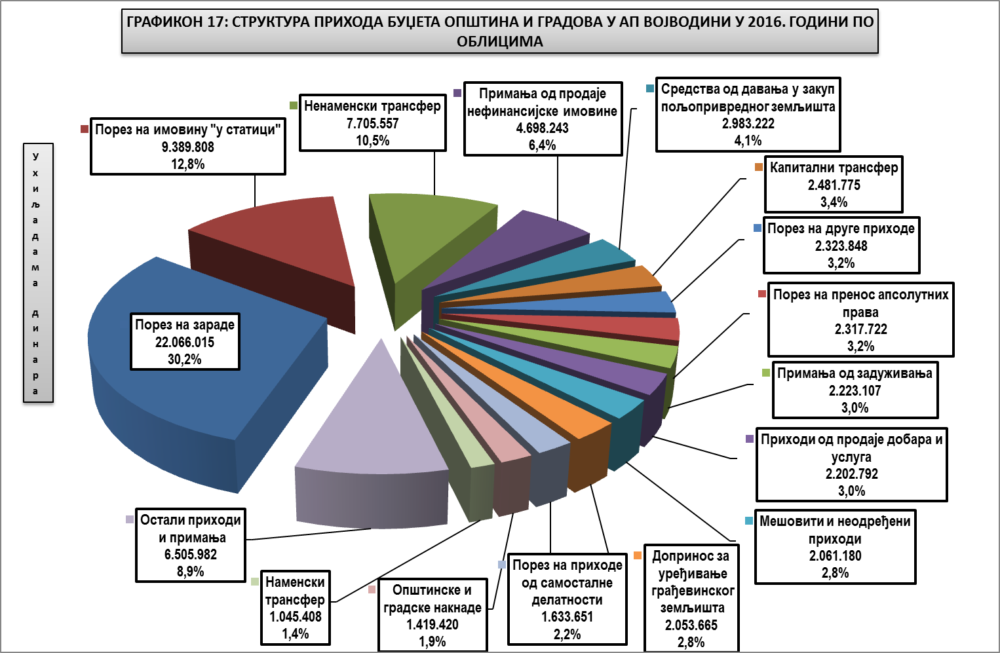 ГРАФИКОН 17: СТРУКТУРА ПРИХОДА БУЏЕТА ОПШТИНА И ГРАДОВА У АП ВОЈВОДИНИ У 2016. ГОДИНИ ПО
ОБЛИЦИМА
У хиљадама динара
Порез на имовину "у статици"
9.389.808
12,8%
Ненаменски трансфер
7.705.557
10,5%
Примања од продаје
нефинансијске имовине
4.698.243
6,4%
Средства од давања у закуп
пољопривредног земљишта
2.983.222
4,1%
Капитални трансфер
2.481.775
3,4%
Порез на друге приходе
2.323.848
3,2%
Порез на пренос апсолутних
права
2.317.722
3,2%
Примања од задуживања
2.223.107
3,0%
Приходи од продаје добара и
услуга
2.202.792
3,0%
Мешовити и неодређени
приходи
2.061.180
2,8%
Допринос за
уређивање
грађевинског
земљишта
2.053.665
2,8%
Порез на приходе
од самосталне
делатности
1.633.651
2,2%
Општинске и
градске накнаде
1.419.420
1,9%
Наменски
трансфер
1.045.408
1,4%
Остали приходи
и примања
6.505.982
8,9%
Порез на зараде
22.066.015
30,2%